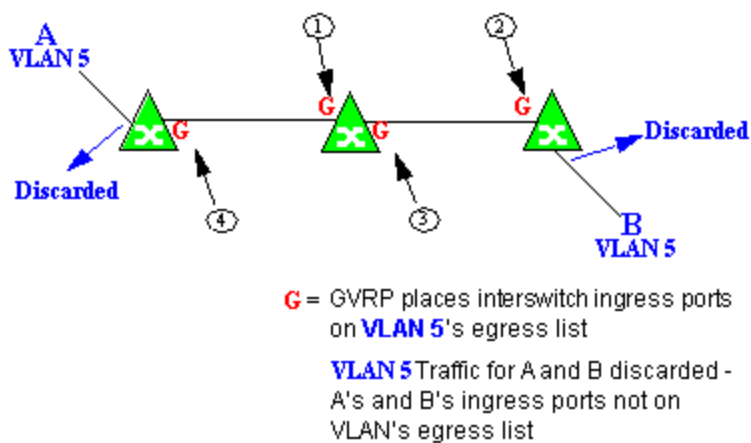 A
VLAN 5
1
2
G
G
G
G
Discarded
Discarded
4
3
B
VLAN 5
G = GVRP places interswitch ingress ports
on VLAN 5's egress list
VLAN 5 Traffic for A and B discarded -
A's and B's ingress ports not on
VLAN's egress list